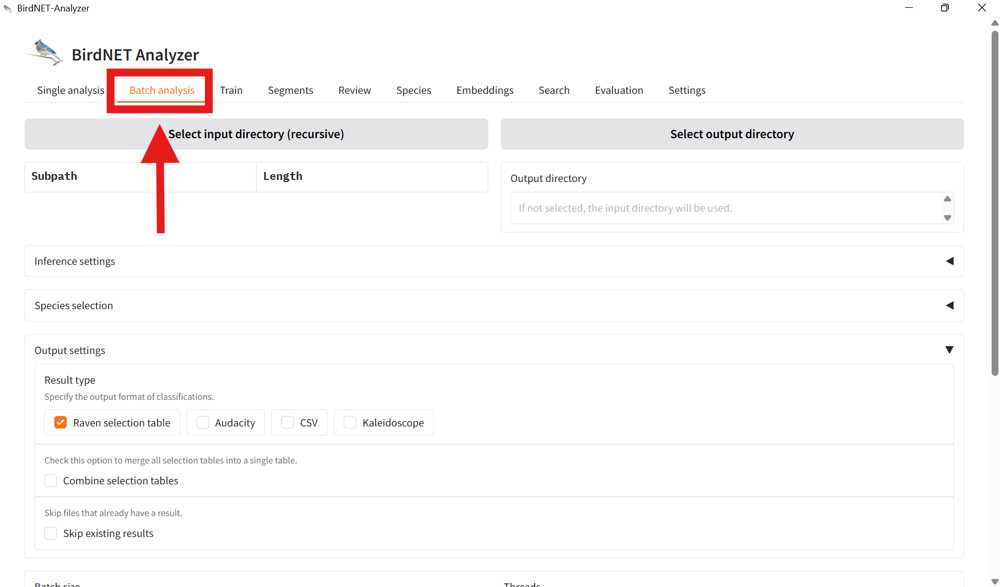 BirdNET-Analyzer
BirdNET Analyzer
Single analysis Batch analysis Train Segments Review Species Embeddings Search Evaluation Settings
Select input directory (recursive) Select output directory
Subpath Length
Output directory
If not selected, the input directory will be used.
Inference settings
Species selection
Output settings
Result type
Specify the output format of classifications.
Raven selection table Audacity CSV Kaleidoscope
Check this option to merge all selection tables into a single table.
Combine selection tables
Skip files that already have a result.
Skip existing results
Batch size Threads